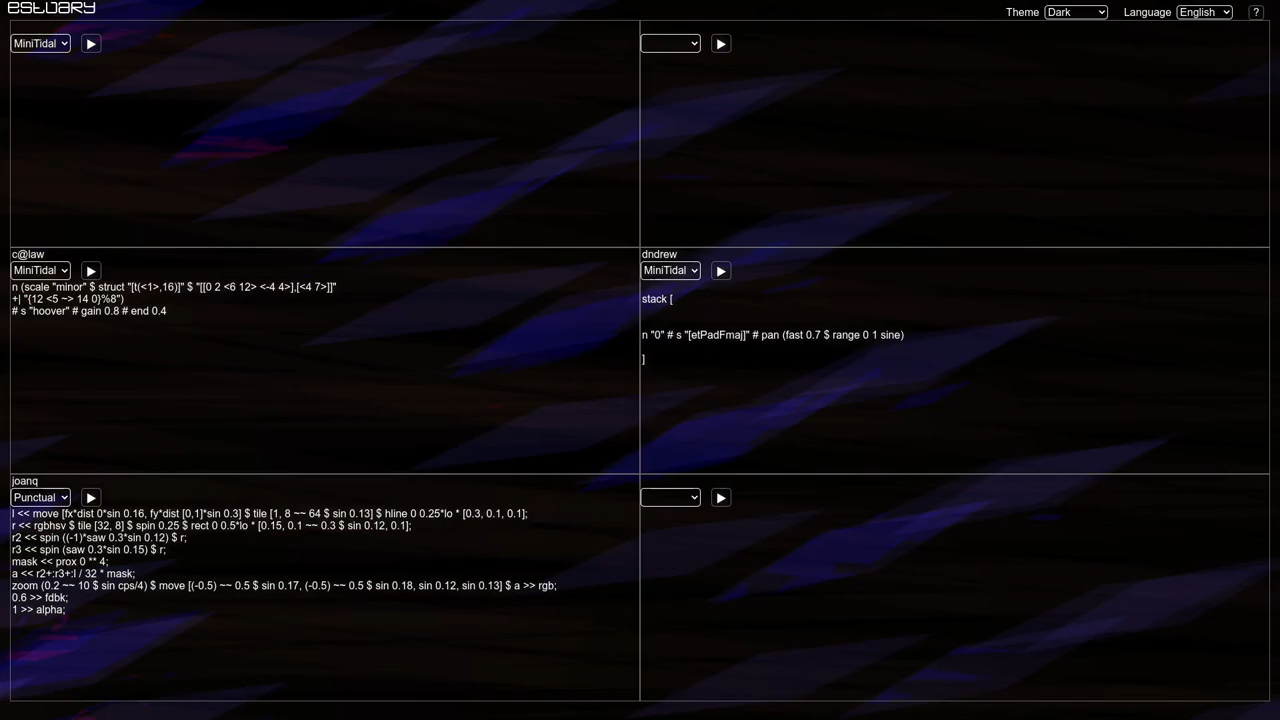 estuary
Theme Dark Language English ?
MiniTidal
c@law
MiniTidal
n (scale "minor" $ struct "[t(<1>,16)]" $ "[[0 2 <6 12> <-4 4>],[<4 7>]]"
+| "{12 <5 ~> 14 0}%8")
# s "hoover" # gain 0.8 # end 0.4
dndrew
MiniTidal
stack [
n "0" # s "[etPadFmaj]" # pan (fast 0.7 $ range 0 1 sine)
]
joanq
Punctual
l << move [fx*dist 0*sin 0.16, fy*dist [0,1]*sin 0.3] $ tile [1, 8 ~~ 64 $ sin 0.13] $ hline 0 0.25*lo * [0.3, 0.1, 0.1];
r << rgbhsv $ tile [32, 8] $ spin 0.25 $ rect 0 0.5*lo * [0.15, 0.1 ~~ 0.3 $ sin 0.12, 0.1];
r2 << spin ((-1)*saw 0.3*sin 0.12) $ r;
r3 << spin (saw 0.3*sin 0.15) $ r;
mask << prox 0 ** 4;
a << r2+:r3+:l / 32 * mask;
zoom (0.2 ~~ 10 $ sin cps/4) $ move [(-0.5) ~~ 0.5 $ sin 0.17, (-0.5) ~~ 0.5 $ sin 0.18, sin 0.12, sin 0.13] $ a >> rgb;
0.6 >> fdbk;
1 >> alpha;